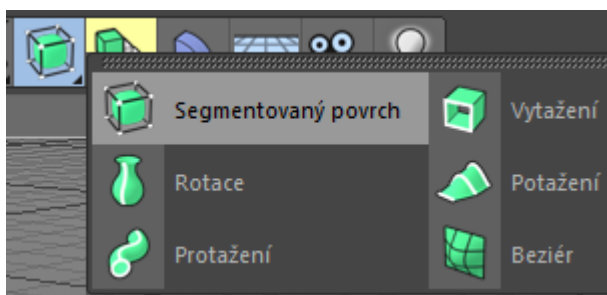 Segmentovaný povrch
Vytažení
Rotace
Potažení
Protažení
Beziér